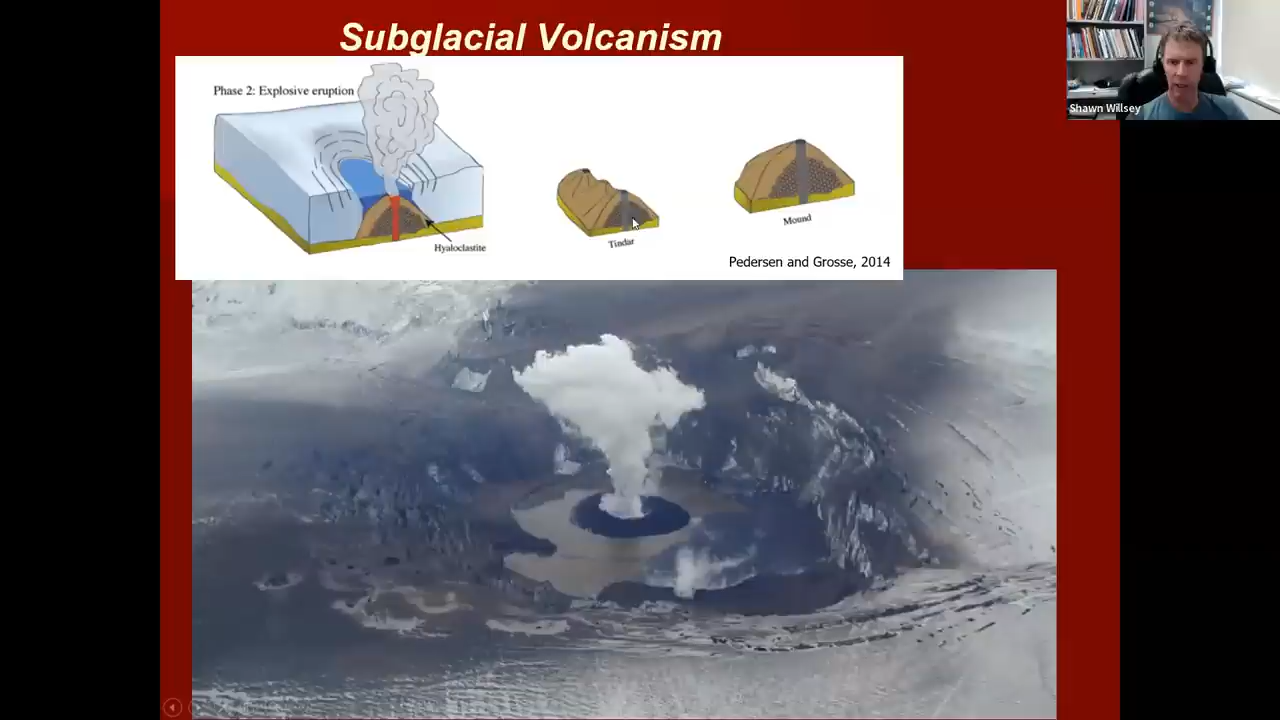 Subglacial Volcanism
Phase 2: Explosive eruption
Hyaloclastite
Tindar
Mound
Pedersen and Grosse, 2014
Shawn Willsey